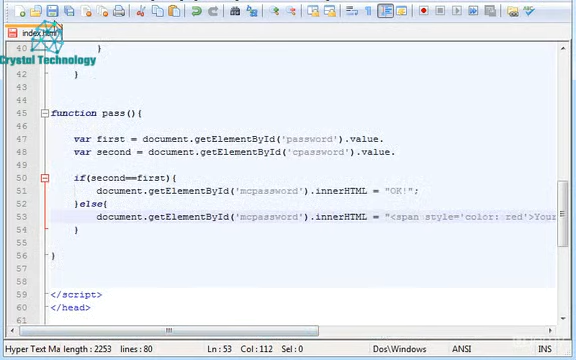 index.html
Crystal Technology
40 }
42 }
44
45 function pass(){
46
47 var first = document.getElementById('password').value.
48 var second = document.getElementById('cpassword').value.
49
50 if(second==first){
51 document.getElementById('mcpassword').innerHTML = "OK!";
52 }else{
53 document.getElementById('mcpassword').innerHTML = "<span style='color: red'>Your
54 }
55
56 }
57
58
59 </script>
60 </head>
61
Hyper Text Ma length : 2253 lines : 80 Ln : 53 Col : 112 Sel : 0 Dos\Windows ANSI INS